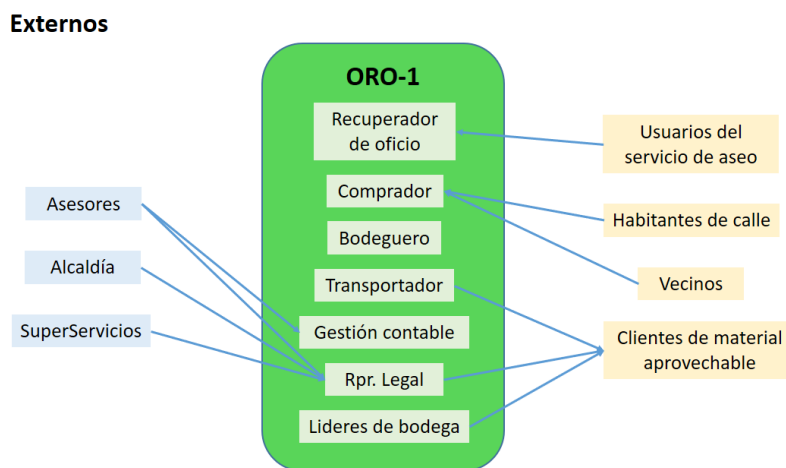 Externos
ORO-1
Recuperador
de oficio
Comprador
Bodeguero
Transportador
Gestión contable
Rpr. Legal
Lideres de bodega
Asesores
Alcaldía
SuperServicios
Usuarios del
servicio de aseo
Habitantes de calle
Vecinos
Clientes de material
aprovechable